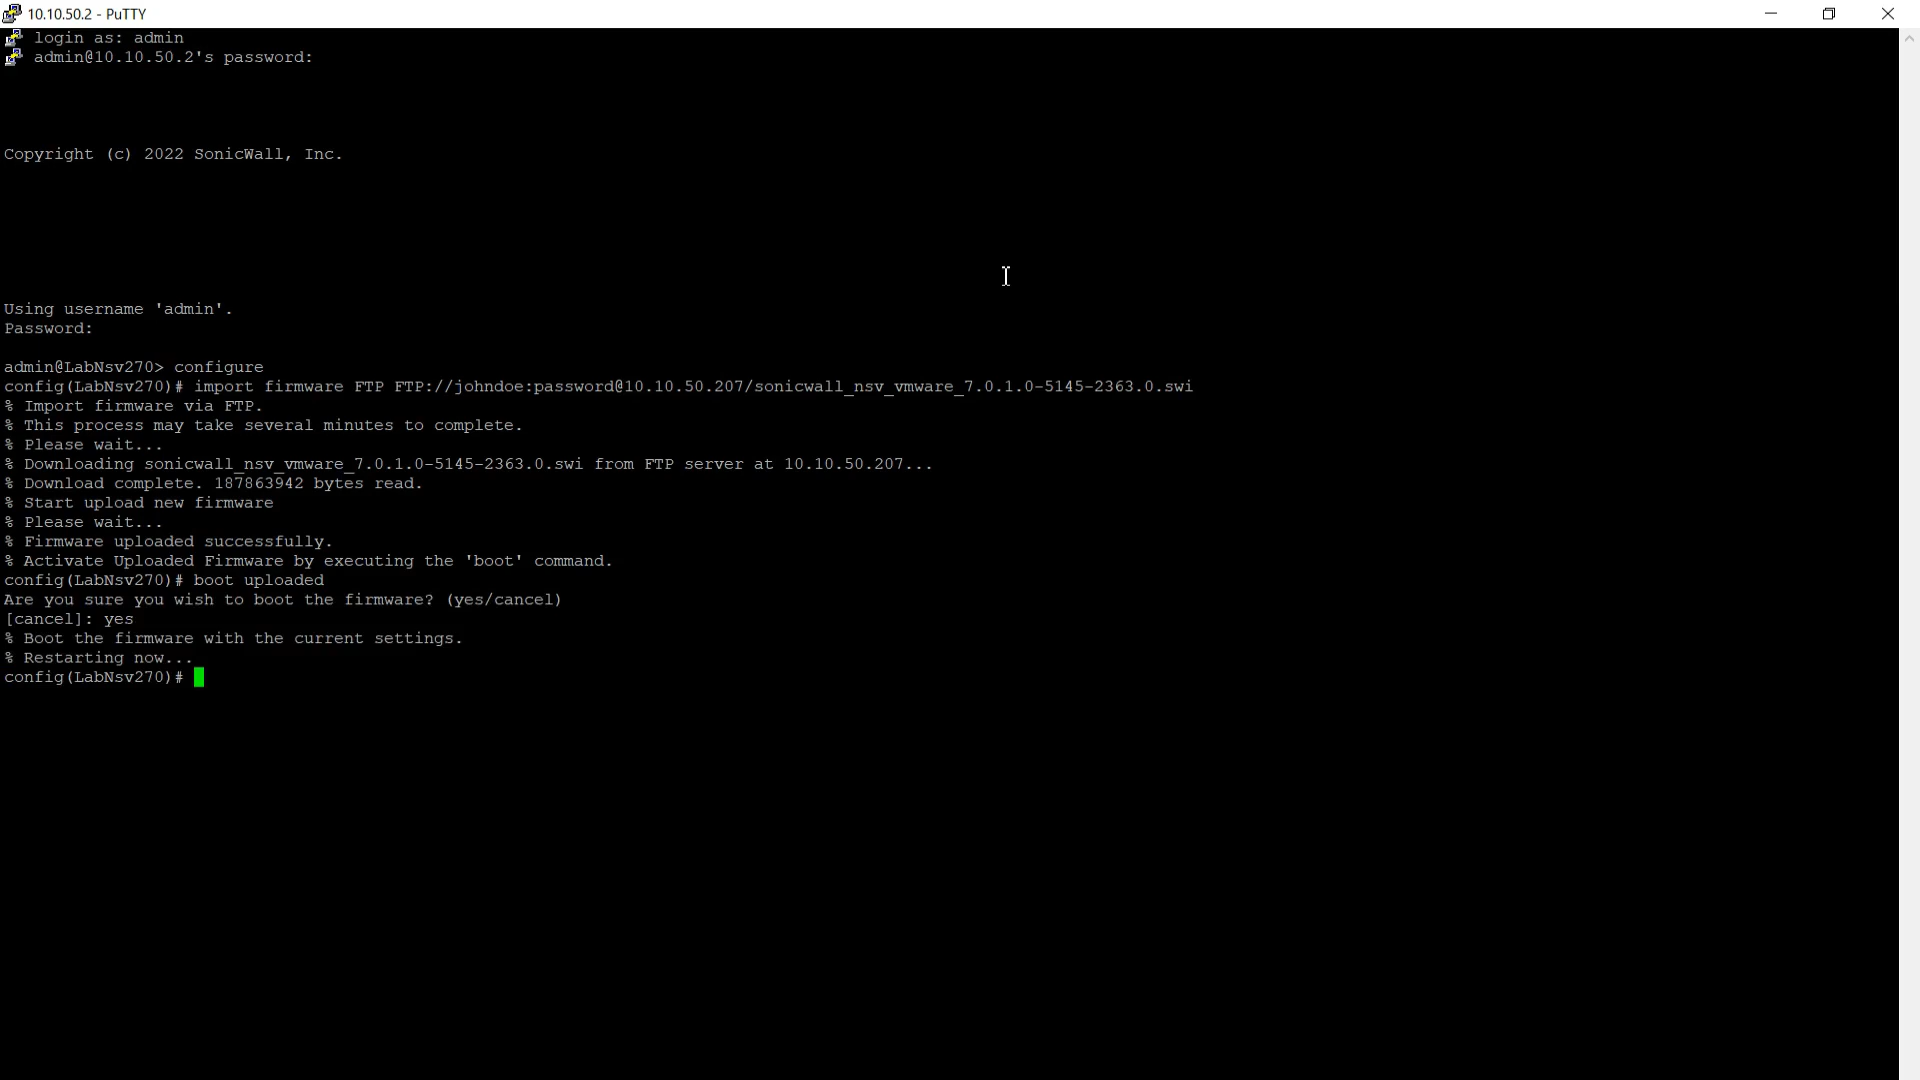 10.10.50.2 - PuTTY
login as: admin
admin@10.10.50.2's password:
Copyright (c) 2022 SonicWall, Inc.
Using username 'admin'.
Password:
admin@LabNsv270> configure
config(LabNsv270)# import firmware FTP FTP://johndoe:password@10.10.50.207/sonicwall_nsv_vmware_7.0.1.0-5145-2363.0.swi
% Import firmware via FTP.
% This process may take several minutes to complete.
% Please wait...
% Downloading sonicwall_nsv_vmware_7.0.1.0-5145-2363.0.swi from FTP server at 10.10.50.207...
% Download complete. 187863942 bytes read.
% Start upload new firmware
% Please wait...
% Firmware uploaded successfully.
% Activate Uploaded Firmware by executing the 'boot' command.
config(LabNsv270)# boot uploaded
Are you sure you wish to boot the firmware? (yes/cancel)
[cancel]: yes
% Boot the firmware with the current settings.
% Restarting now...
config(LabNsv270)#